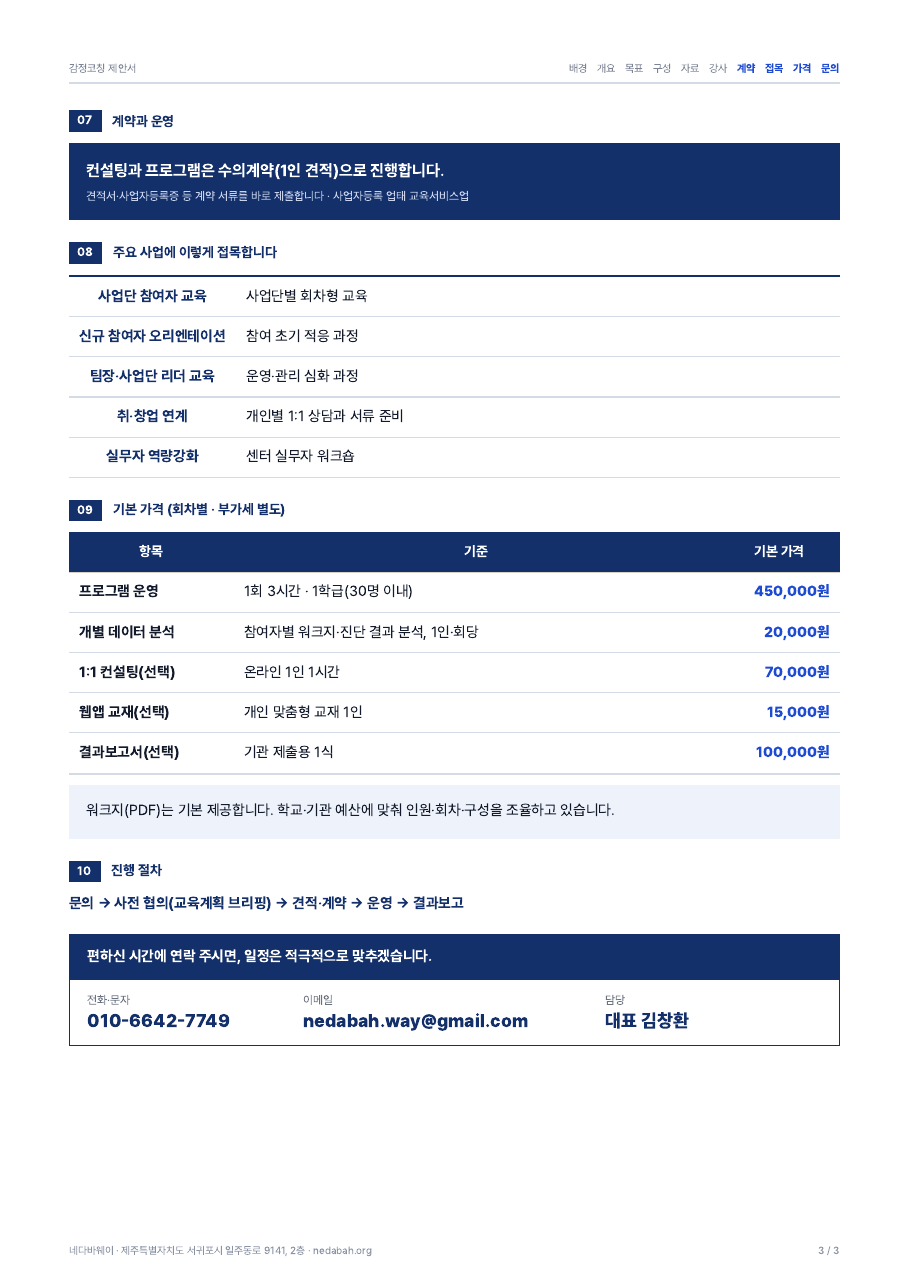 감정코칭 제안서 배경 개요 목표 구성 자료 강사 계약 접목 가격 문의
07 계약과 운영
컨설팅과 프로그램은 수의계약(1인 견적)으로 진행합니다.
견적서·사업자등록증 등 계약 서류를 바로 제출합니다 · 사업자등록 업태 교육서비스업
08 주요 사업에 이렇게 접목합니다
사업단 참여자 교육 사업단별 회차형 교육
신규 참여자 오리엔테이션 참여 초기 적응 과정
팀장·사업단 리더 교육 운영·관리 심화 과정
취·창업 연계 개인별 1:1 상담과 서류 준비
실무자 역량강화 센터 실무자 워크숍
09 기본 가격 (회차별 · 부가세 별도)
항목 기준 기본 가격
프로그램 운영 1회 3시간 · 1학급(30명 이내) 450,000원
개별 데이터 분석 참여자별 워크지·진단 결과 분석, 1인·회당 20,000원
1:1 컨설팅(선택) 온라인 1인 1시간 70,000원
웹앱 교재(선택) 개인 맞춤형 교재 1인 15,000원
결과보고서(선택) 기관 제출용 1식 100,000원
워크지(PDF)는 기본 제공합니다. 학교·기관 예산에 맞춰 인원·회차·구성을 조율하고 있습니다.
10 진행 절차
문의 → 사전 협의(교육계획 브리핑) → 견적·계약 → 운영 → 결과보고
편하신 시간에 연락 주시면, 일정은 적극적으로 맞추겠습니다.
전화·문자 이메일 담당
010-6642-7749 nedabah.way@gmail.com 대표 김창환
네다바웨이 · 제주특별자치도 서귀포시 일주동로 9141, 2층 · nedabah.org 3 / 3